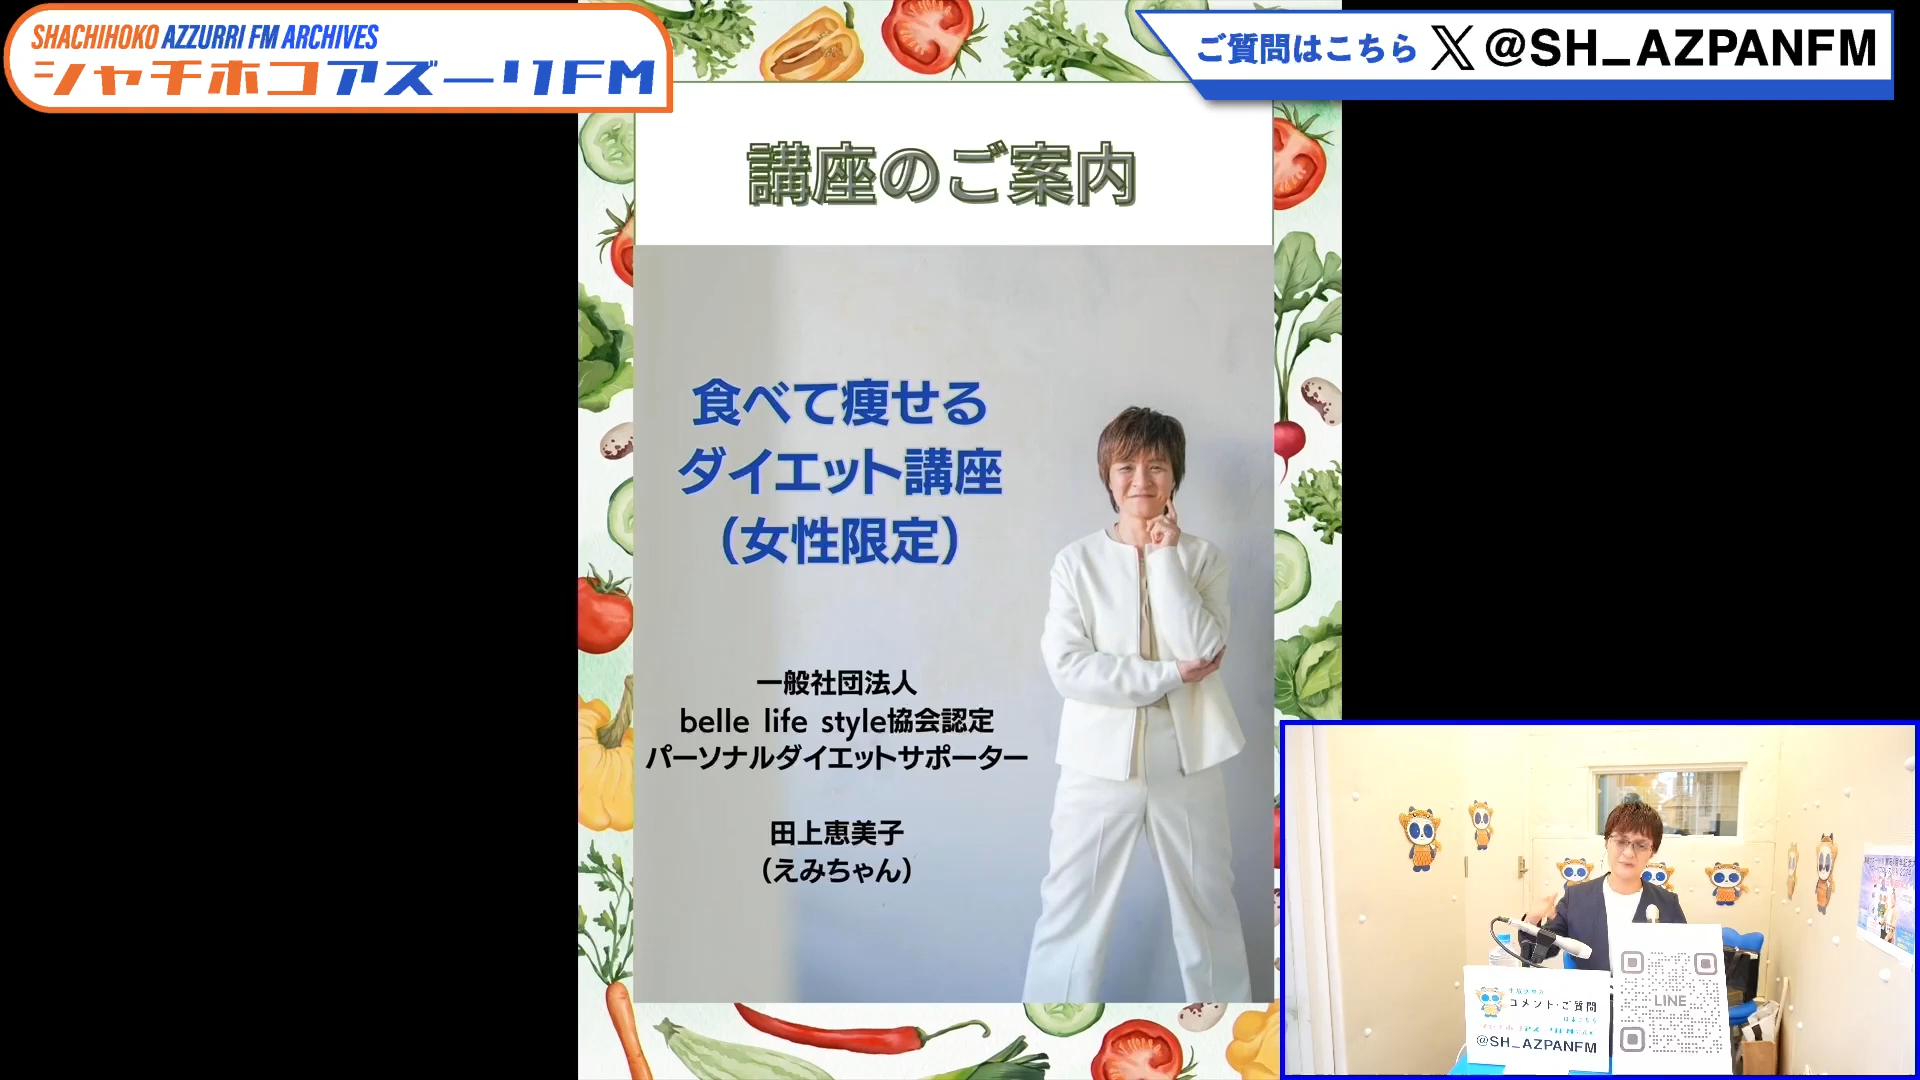 SHACHIHOKO AZZURRI FM ARCHIVES
シャチホコアズーリFM
ご質問はこちら X @SH_AZPANFM
講座のご案内
食べて痩せる
ダイエット講座
（女性限定）
一般社団法人
belle life style協会認定
パーソナルダイエットサポーター
田上恵美子
（えみちゃん）
コメント・ご質問
@SH_AZPANFM
LINE